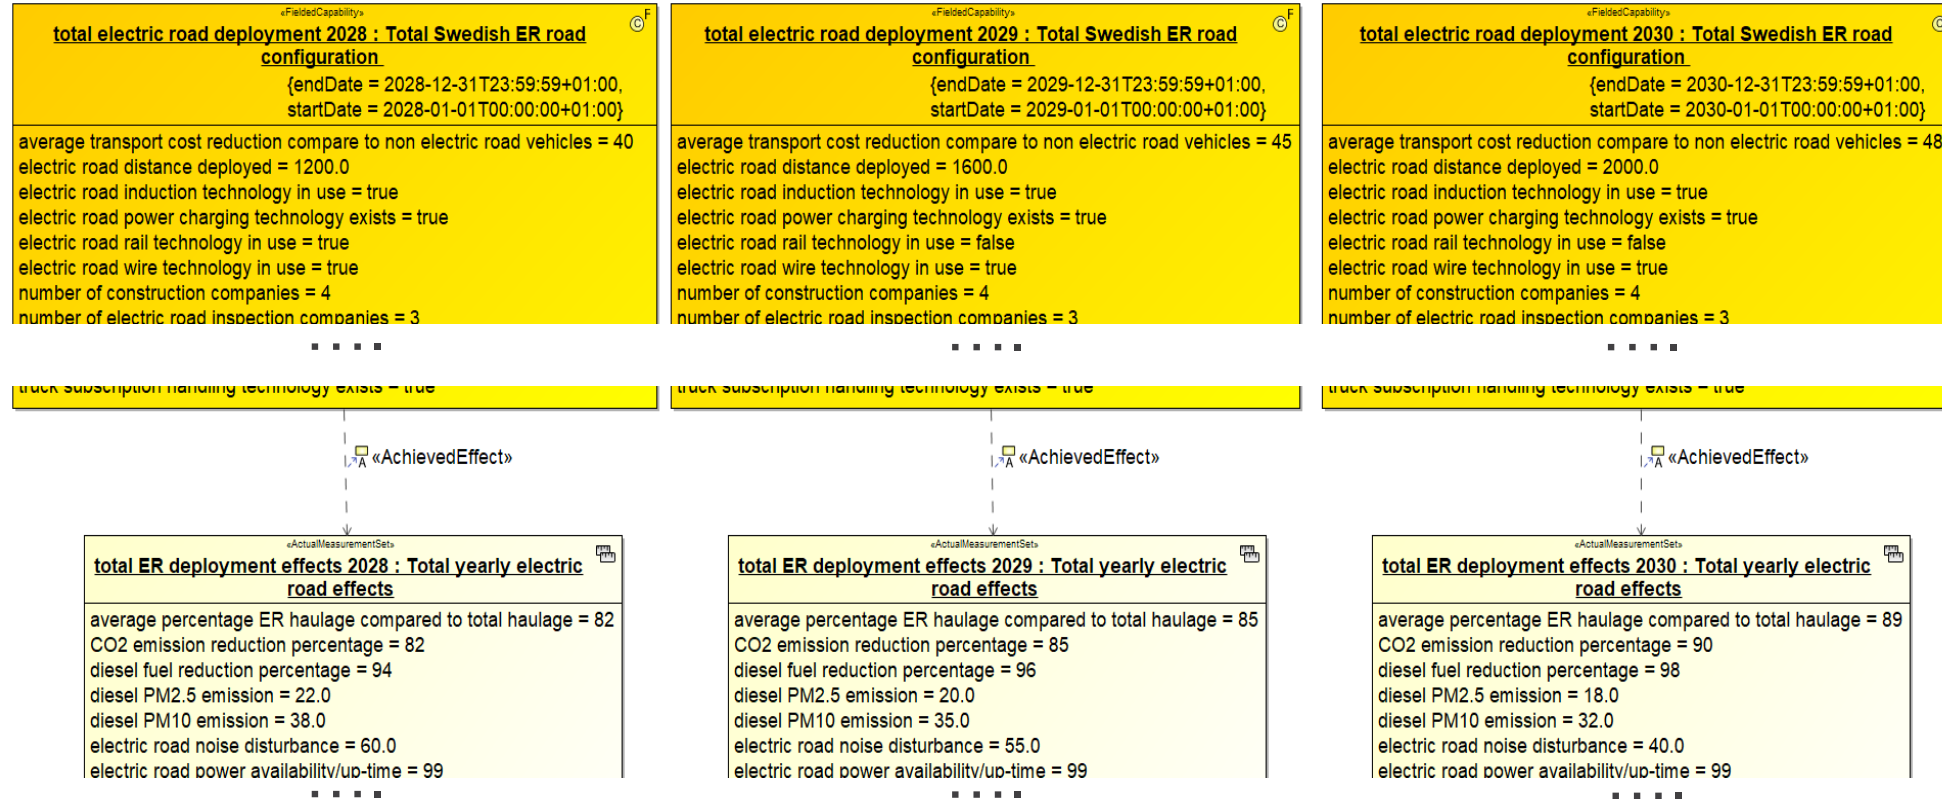 «FieldedCapability»
total electric road deployment 2028 : Total Swedish ER road
configuration
{endDate = 2028-12-31T23:59:59+01:00,
startDate = 2028-01-01T00:00:00+01:00}
average transport cost reduction compare to non electric road vehicles = 40
electric road distance deployed = 1200.0
electric road induction technology in use = true
electric road power charging technology exists = true
electric road rail technology in use = true
electric road wire technology in use = true
number of construction companies = 4
number of electric road inspection companies = 3
truck subscription handling technology exists = true
C F
«FieldedCapability»
total electric road deployment 2029 : Total Swedish ER road
configuration
{endDate = 2029-12-31T23:59:59+01:00,
startDate = 2029-01-01T00:00:00+01:00}
average transport cost reduction compare to non electric road vehicles = 45
electric road distance deployed = 1600.0
electric road induction technology in use = true
electric road power charging technology exists = true
electric road rail technology in use = false
electric road wire technology in use = true
number of construction companies = 4
number of electric road inspection companies = 3
truck subscription handling technology exists = true
C F
«FieldedCapability»
total electric road deployment 2030 : Total Swedish ER road
configuration
{endDate = 2030-12-31T23:59:59+01:00,
startDate = 2030-01-01T00:00:00+01:00}
average transport cost reduction compare to non electric road vehicles = 48
electric road distance deployed = 2000.0
electric road induction technology in use = true
electric road power charging technology exists = true
electric road rail technology in use = false
electric road wire technology in use = true
number of construction companies = 4
number of electric road inspection companies = 3
truck subscription handling technology exists = true
A «AchievedEffect»
A «AchievedEffect»
A «AchievedEffect»
«ActualMeasurementSet»
total ER deployment effects 2028 : Total yearly electric
road effects
average percentage ER haulage compared to total haulage = 82
CO2 emission reduction percentage = 82
diesel fuel reduction percentage = 94
diesel PM2.5 emission = 22.0
diesel PM10 emission = 38.0
electric road noise disturbance = 60.0
electric road power availability/up-time = 99
«ActualMeasurementSet»
total ER deployment effects 2029 : Total yearly electric
road effects
average percentage ER haulage compared to total haulage = 85
CO2 emission reduction percentage = 85
diesel fuel reduction percentage = 96
diesel PM2.5 emission = 20.0
diesel PM10 emission = 35.0
electric road noise disturbance = 55.0
electric road power availability/up-time = 99
«ActualMeasurementSet»
total ER deployment effects 2030 : Total yearly electric
road effects
average percentage ER haulage compared to total haulage = 89
CO2 emission reduction percentage = 90
diesel fuel reduction percentage = 98
diesel PM2.5 emission = 18.0
diesel PM10 emission = 32.0
electric road noise disturbance = 40.0
electric road power availability/up-time = 99